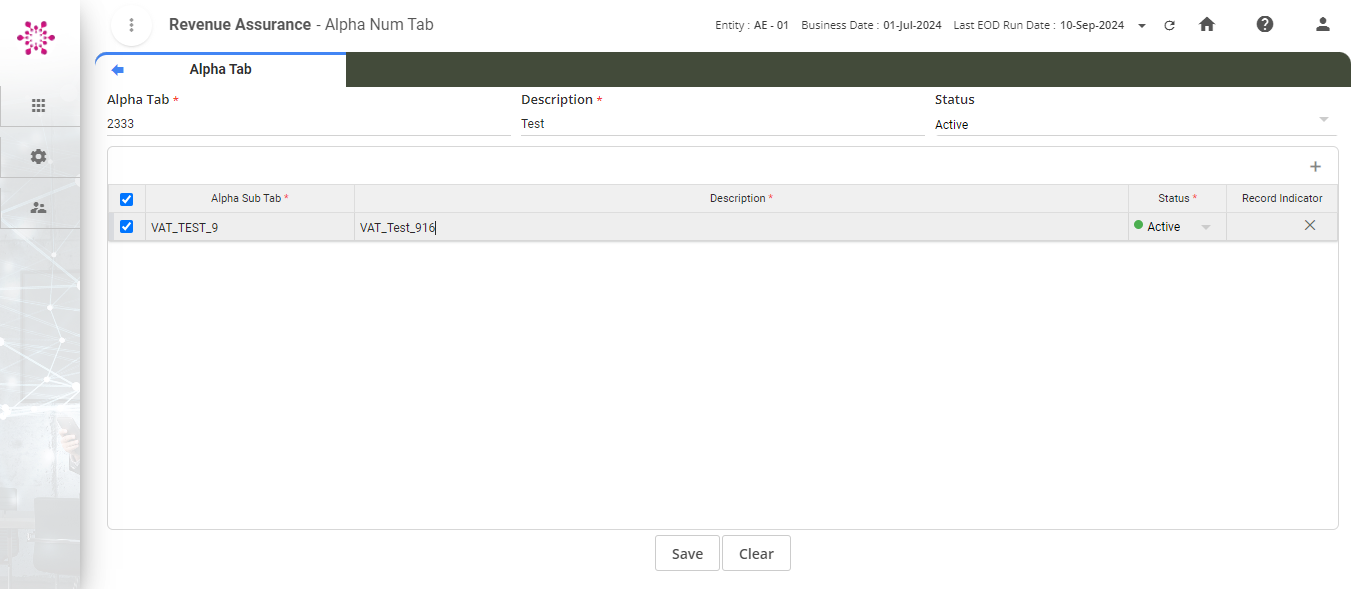 Revenue Assurance - Alpha Num Tab
Entity : AE - 01 Business Date : 01-Jul-2024 Last EOD Run Date : 10-Sep-2024
Alpha Tab
Alpha Tab * Description * Status
2333 Test Active
+
Alpha Sub Tab * Description * Status * Record Indicator
VAT_TEST_9 VAT_Test_916 Active
Save Clear